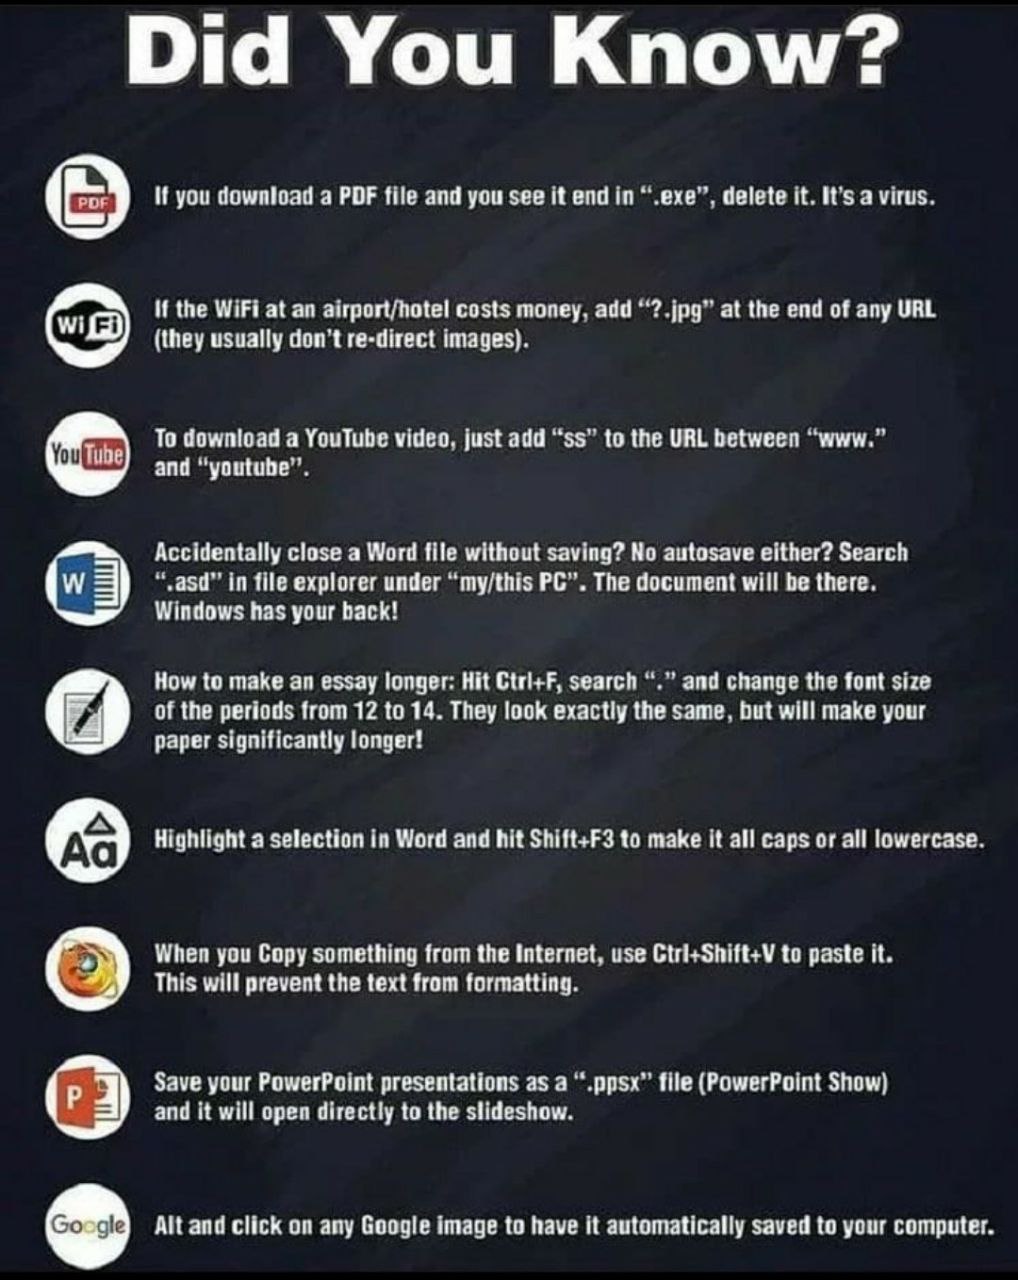 Did You Know?
PDF
If you download a PDF file and you see it end in “.exe”, delete it. It's a virus.
Wi Fi
If the WiFi at an airport/hotel costs money, add “?.jpg” at the end of any URL
(they usually don't re-direct images).
YouTube
To download a YouTube video, just add “ss” to the URL between “www.”
and “youtube”.
W
Accidentally close a Word file without saving? No autosave either? Search
“.asd” in file explorer under “my/this PC”. The document will be there.
Windows has your back!
How to make an essay longer: Hit Ctrl+F, search “.” and change the font size
of the periods from 12 to 14. They look exactly the same, but will make your
paper significantly longer!
Aa
Highlight a selection in Word and hit Shift+F3 to make it all caps or all lowercase.
When you Copy something from the Internet, use Ctrl+Shift+V to paste it.
This will prevent the text from formatting.
P
Save your PowerPoint presentations as a “.ppsx” file (PowerPoint Show)
and it will open directly to the slideshow.
Google
Alt and click on any Google image to have it automatically saved to your computer.